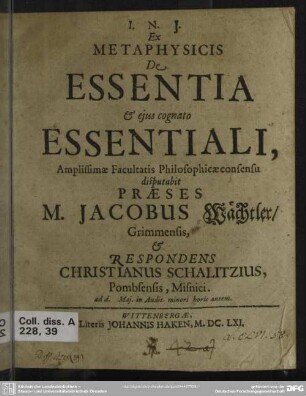 I. N. J.
Ex
METAPHYSICIS
De
ESSENTIA
& ejus cognato
ESSENTIALI,
Amplissimæ Facultatis Philosophicæ consensu
disputabit
PRÆSES
M. JACOBUS Wächtler/
Grimmensis,
&
RESPONDENS
CHRISTIANUS SCHALITZIUS,
Pombsensis, Misnici.
ad d. Maj. in Audit. minori horis antem.
WITTENBERGÆ,
Literis JOHANNIS HAKEN, M. DC. LXI.
Coll. diss. A
228, 39